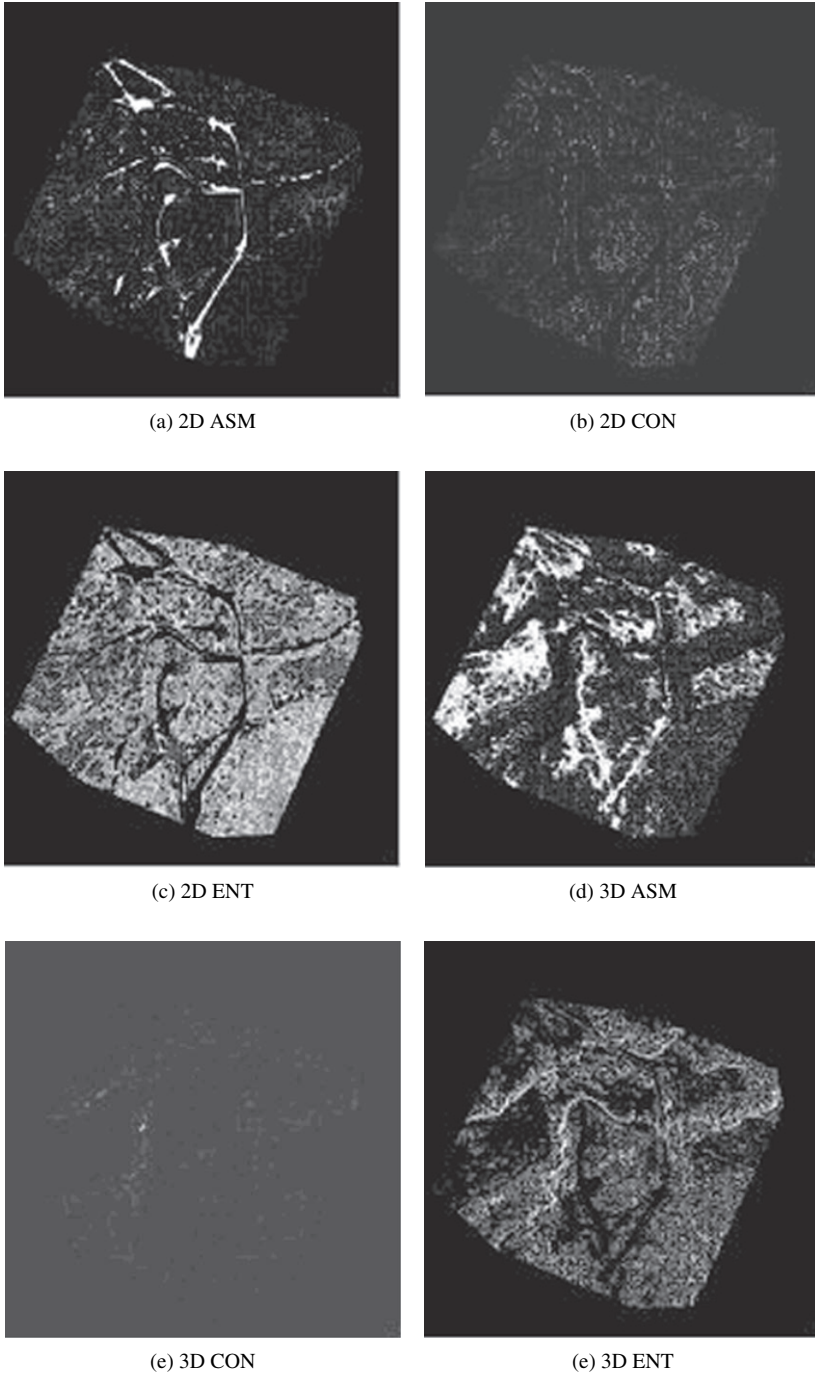 (a) 2D ASM
(b) 2D CON
(c) 2D ENT
(d) 3D ASM
(e) 3D CON
(e) 3D ENT